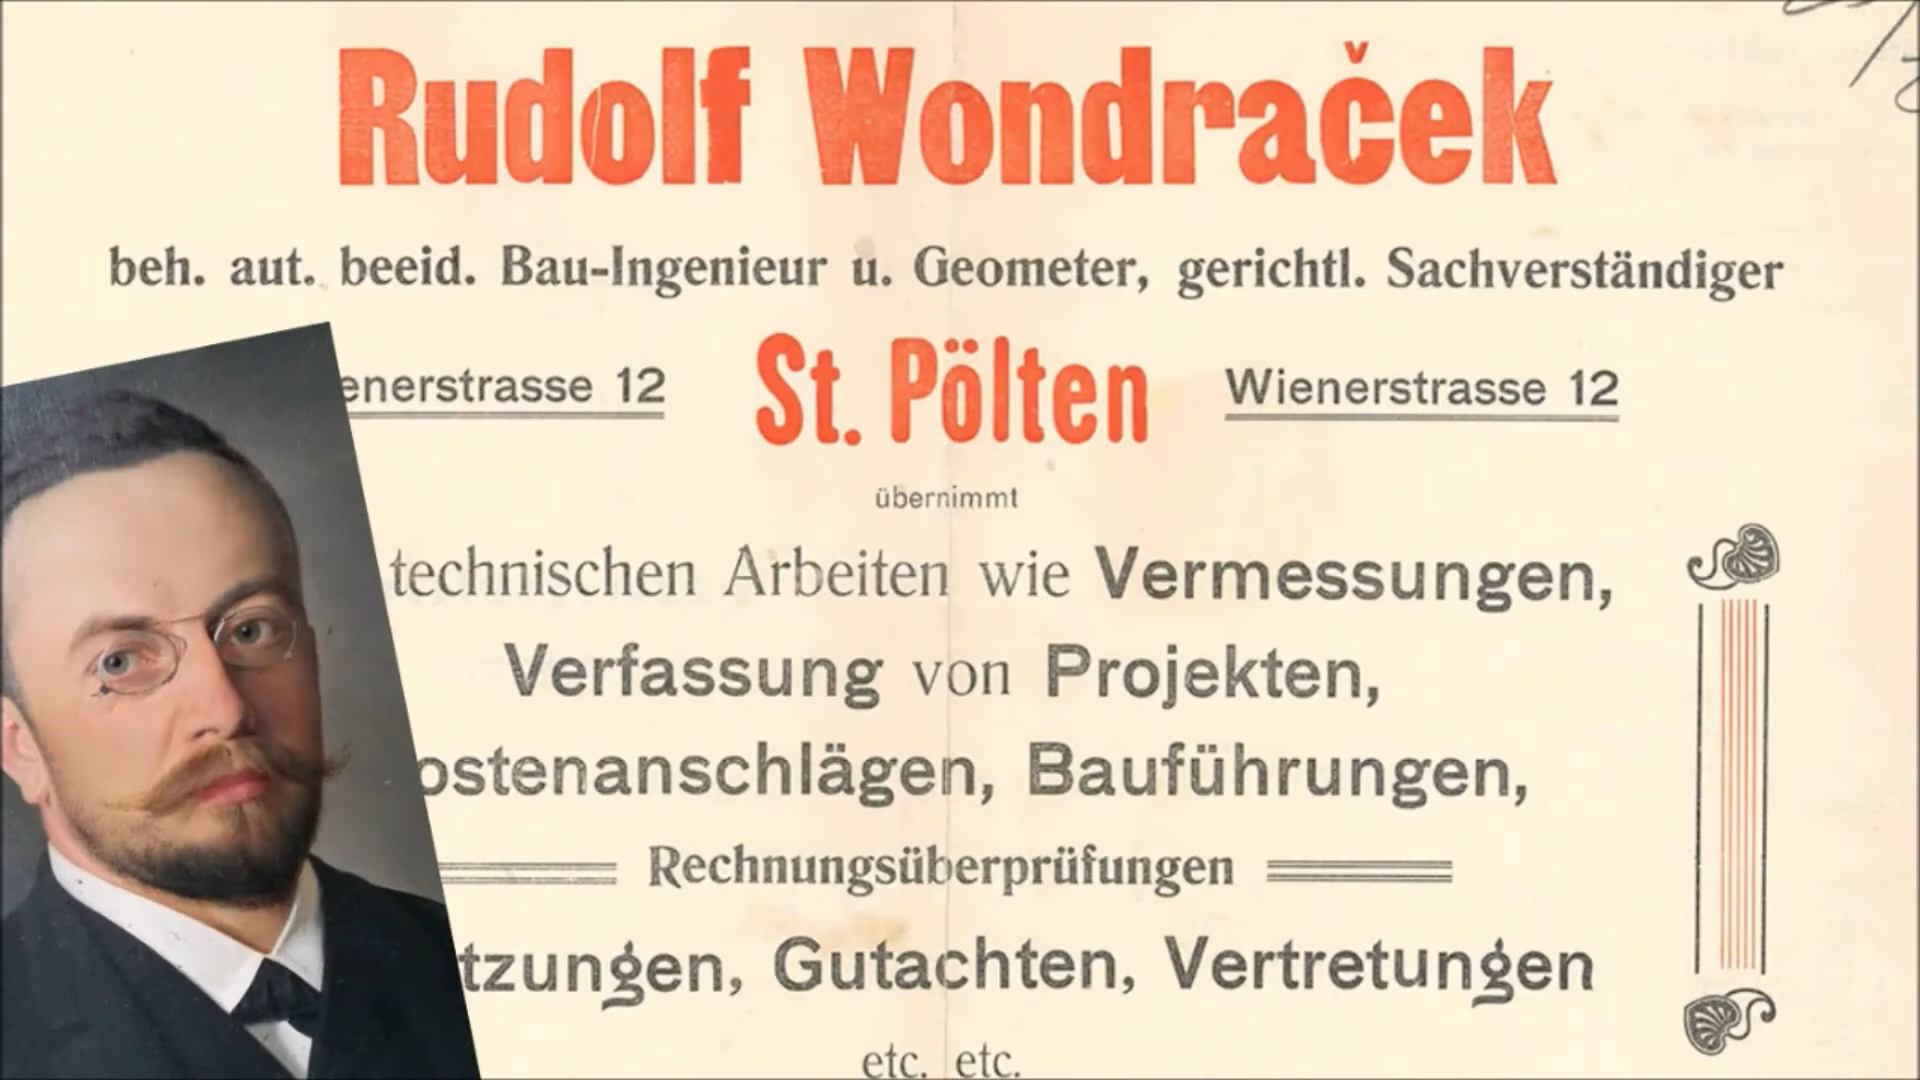 Rudolf Wondraček
beh. aut. beeid. Bau-Ingenieur u. Geometer, gerichtl. Sachverständiger
enerstrasse 12 St. Pölten Wienerstrasse 12
übernimmt
technischen Arbeiten wie Vermessungen,
Verfassung von Projekten,
ostenanschlägen, Bauführungen,
Rechnungsüberprüfungen
tzungen, Gutachten, Vertretungen
etc. etc.